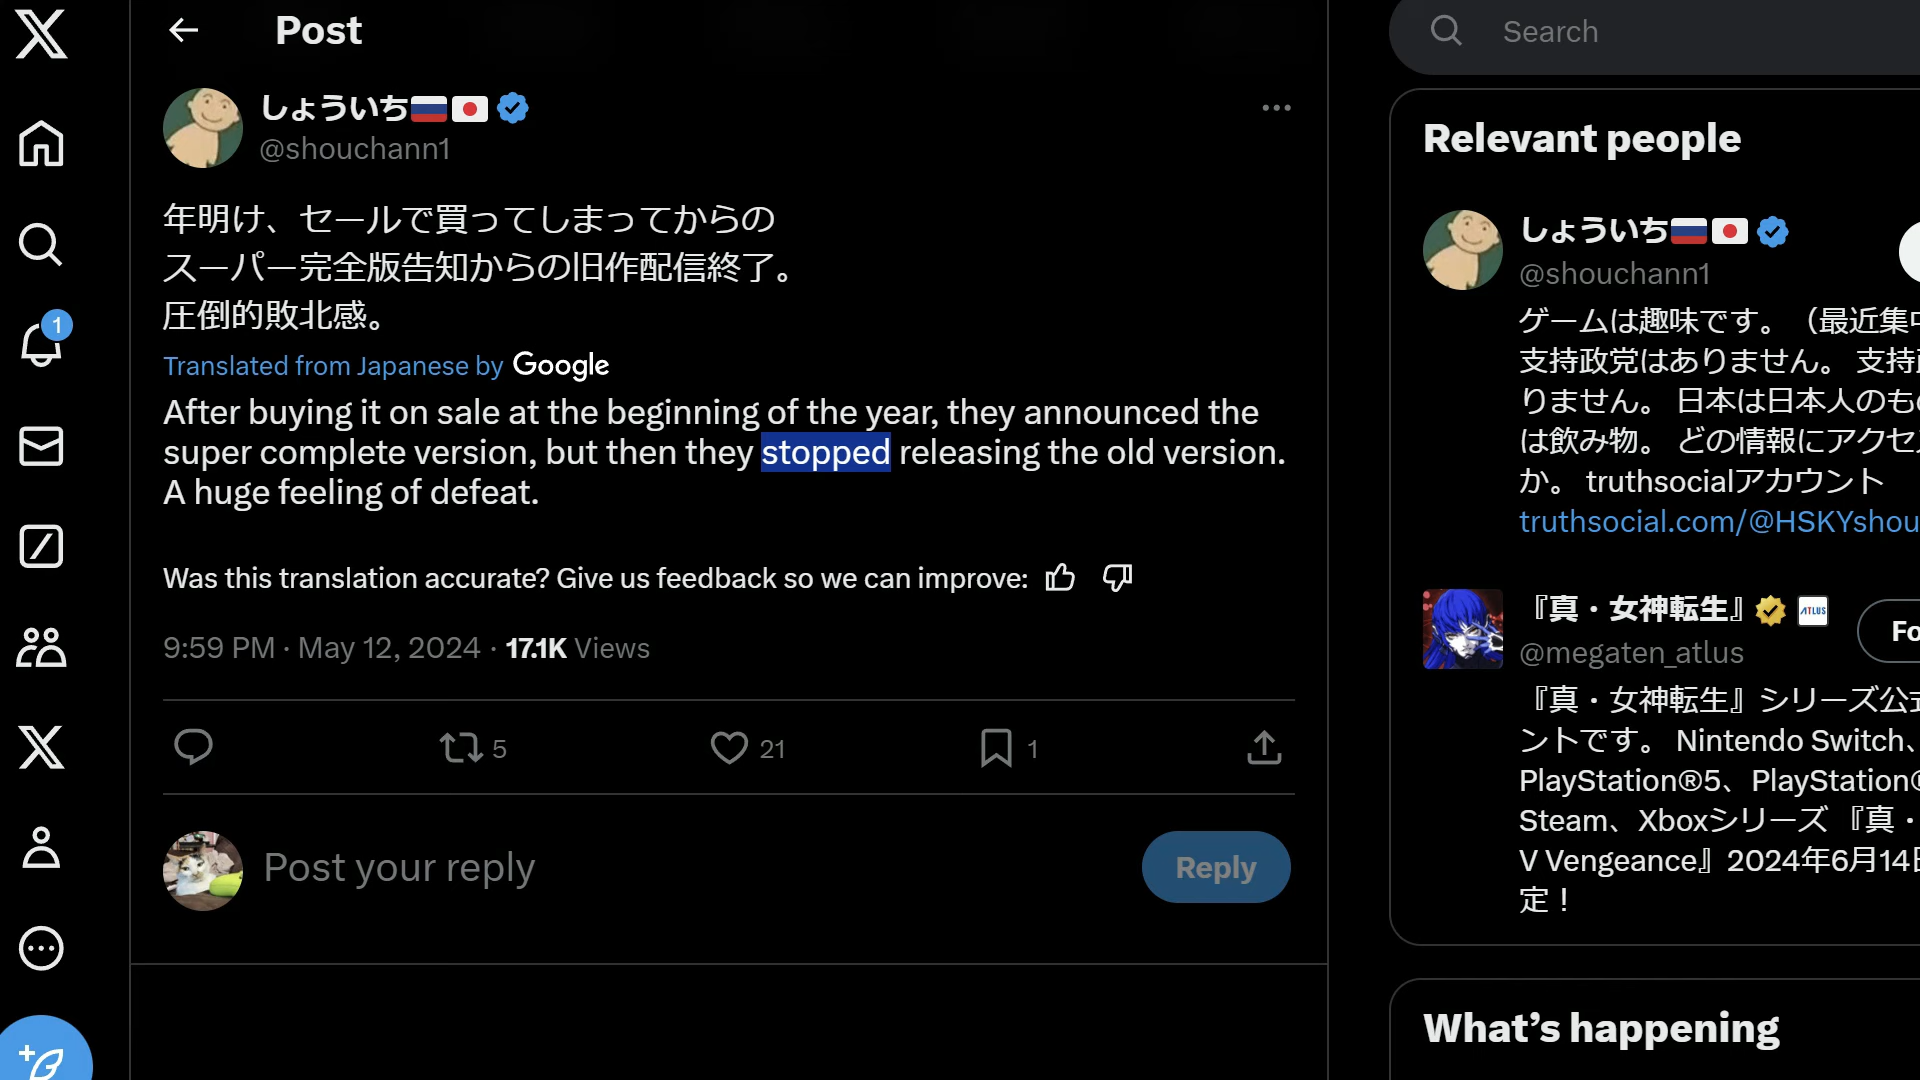 Post
しょういち
@shouchann1
年明け、セールで買ってしまってからの
スーパー完全版告知からの旧作配信終了。
圧倒的敗北感。
Translated from Japanese by Google
After buying it on sale at the beginning of the year, they announced the
super complete version, but then they stopped releasing the old version.
A huge feeling of defeat.
Was this translation accurate? Give us feedback so we can improve:
9:59 PM · May 12, 2024 · 17.1K Views
5
21
1
Post your reply
Reply
1
Search
Relevant people
しょういち
@shouchann1
ゲームは趣味です。（最近集
支持政党はありません。 支持
りません。 日本は日本人のも
は飲み物。 どの情報にアクセ
か。 truthsocialアカウント
truthsocial.com/@HSKYshou
『真・女神転生』
ATLUS
Fo
@megaten_atlus
『真・女神転生』シリーズ公
ントです。 Nintendo Switch、
PlayStation®5、PlayStation®
Steam、Xboxシリーズ 『真・
V Vengeance』2024年6月14
定！
What's happening